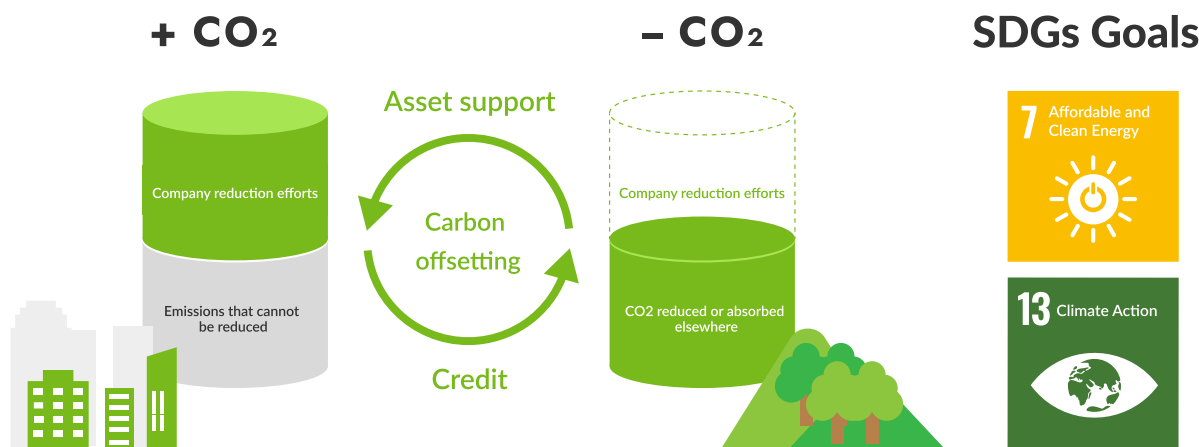 + CO₂
Company reduction efforts
Emissions that cannot
be reduced
Asset support
Carbon
offsetting
Credit
– CO₂
Company reduction efforts
CO2 reduced or absorbed
elsewhere
SDGs Goals
7 Affordable and
Clean Energy
13 Climate Action